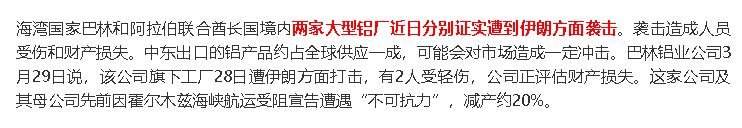 海湾国家巴林和阿拉伯联合酋长国境内两家大型铝厂近日分别证实遭到伊朗方面袭击。袭击造成人员
受伤和财产损失。中东出口的铝产品约占全球供应一成，可能会对市场造成一定冲击。巴林铝业公司3
月29日说，该公司旗下工厂28日遭伊朗方面打击，有2人受轻伤，公司正评估财产损失。这家公司及
其母公司先前因霍尔木兹海峡航运受阻宣告遭遇“不可抗力”，减产约20%。